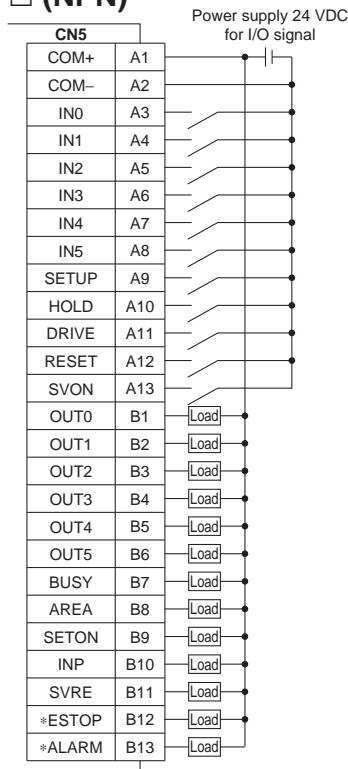 □ (NPN)
Power supply 24 VDC
for I/O signal
CN5
COM+ A1
COM– A2
IN0 A3
IN1 A4
IN2 A5
IN3 A6
IN4 A7
IN5 A8
SETUP A9
HOLD A10
DRIVE A11
RESET A12
SVON A13
OUT0 B1 Load
OUT1 B2 Load
OUT2 B3 Load
OUT3 B4 Load
OUT4 B5 Load
OUT5 B6 Load
BUSY B7 Load
AREA B8 Load
SETON B9 Load
INP B10 Load
SVRE B11 Load
∗ESTOP B12 Load
∗ALARM B13 Load